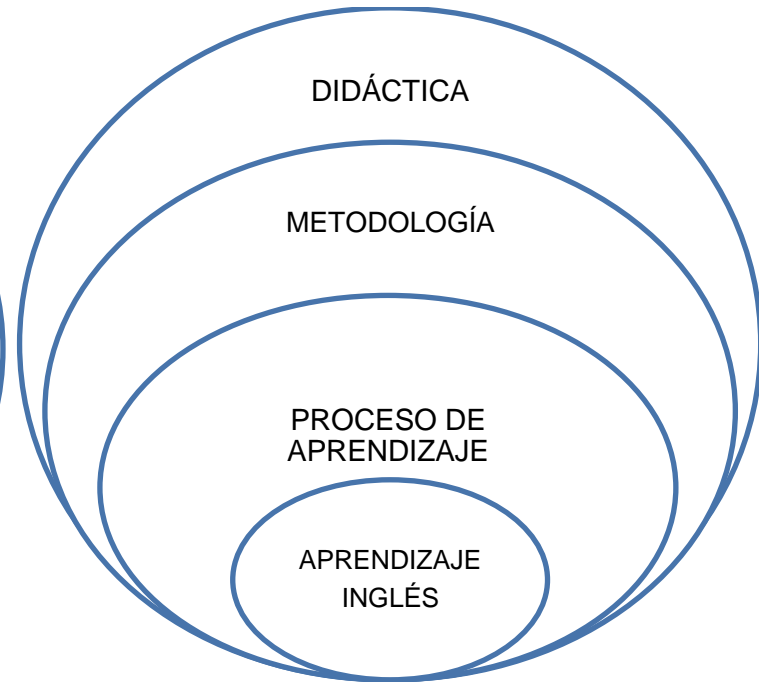 DIDÁCTICA
METODOLOGÍA
PROCESO DE
APRENDIZAJE
APRENDIZAJE
INGLÉS